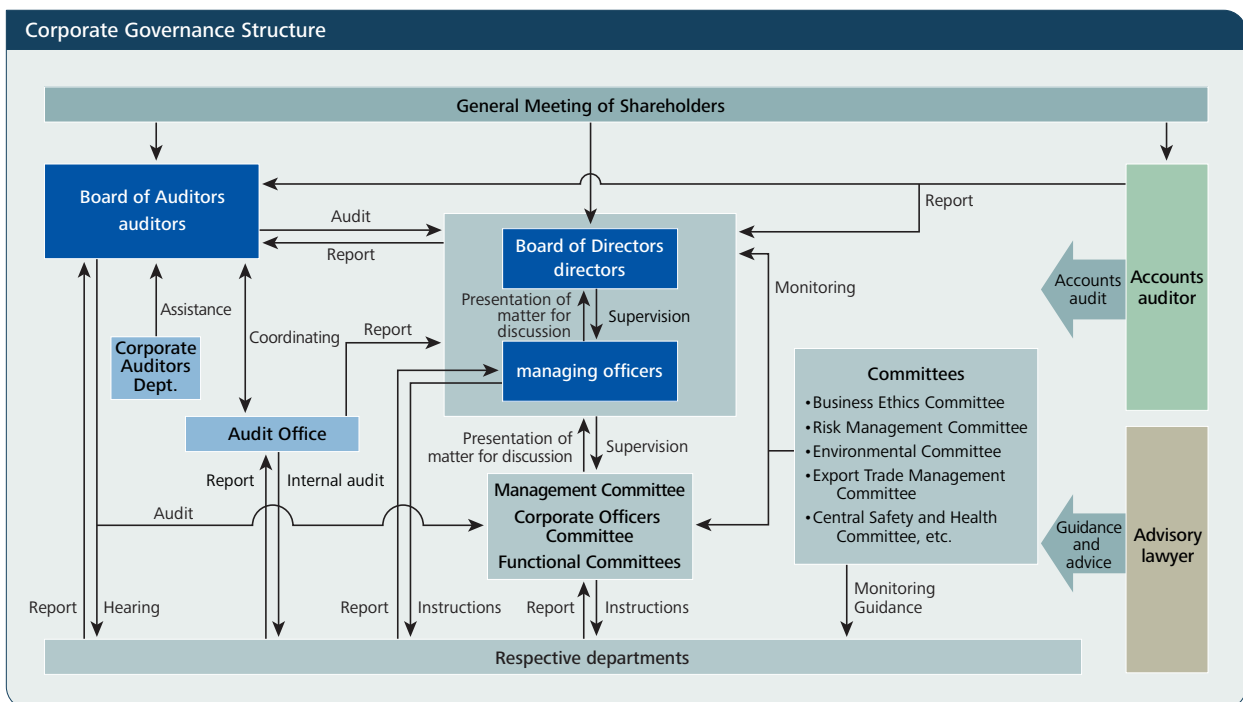 Corporate Governance Structure
General Meeting of Shareholders
Board of Auditors
auditors
Audit
Report
Report
Board of Directors
directors
Monitoring
Accounts
audit
Accounts
auditor
Assistance
Coordinating
Report
Presentation of
matter for
discussion
Supervision
Corporate
Auditors
Dept.
managing officers
Committees
•Business Ethics Committee
•Risk Management Committee
•Environmental Committee
•Export Trade Management
Committee
•Central Safety and Health
Committee, etc.
Audit Office
Presentation of
matter for discussion
Supervision
Report
Internal audit
Audit
Management Committee
Corporate Officers
Committee
Functional Committees
Guidance
and
advice
Advisory
lawyer
Report
Hearing
Report
Instructions
Report
Instructions
Monitoring
Guidance
Respective departments